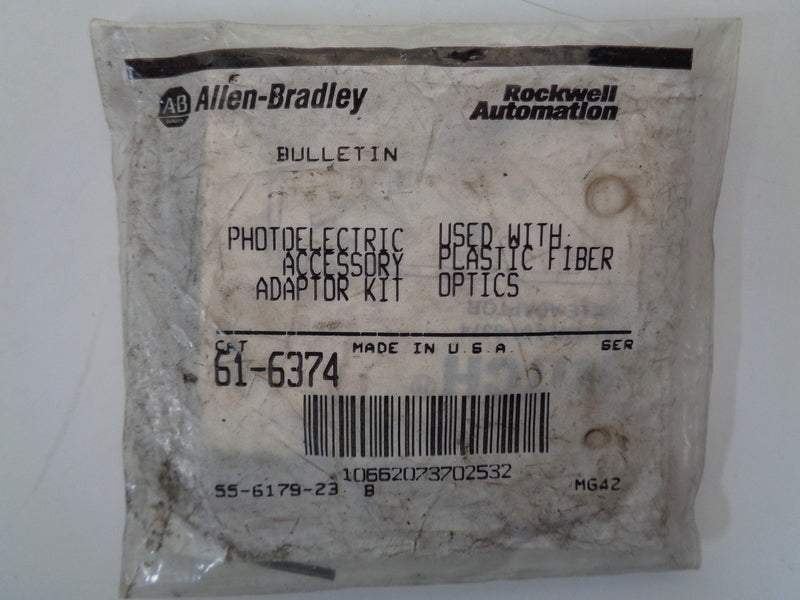 AB QUALITY Allen-Bradley
Rockwell
Automation
BULLETIN
PHOTOELECTRIC USED WITH
ACCESSORY PLASTIC FIBER
ADAPTOR KIT OPTICS
CAT MADE IN U.S.A. SER
61-6374
10662073702532
55-6179-23 B MG42